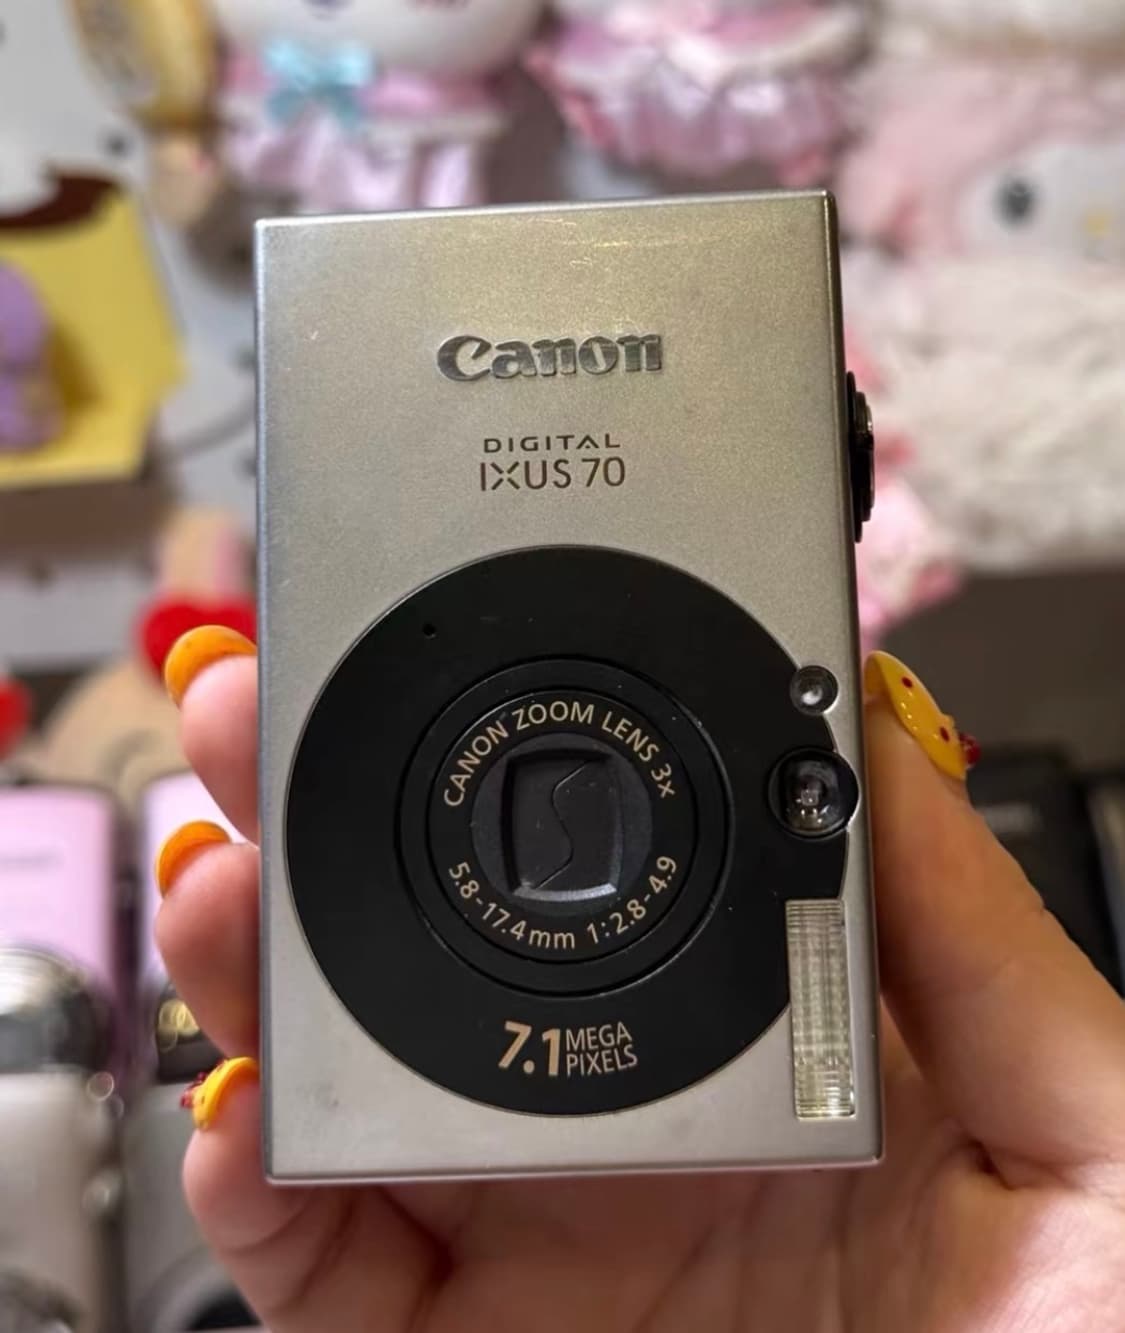 Canon
DIGITAL
IXUS 70
CANON ZOOM LENS 3x
5.8-17.4mm 1:2.8-4.9
7.1 MEGA
PIXELS